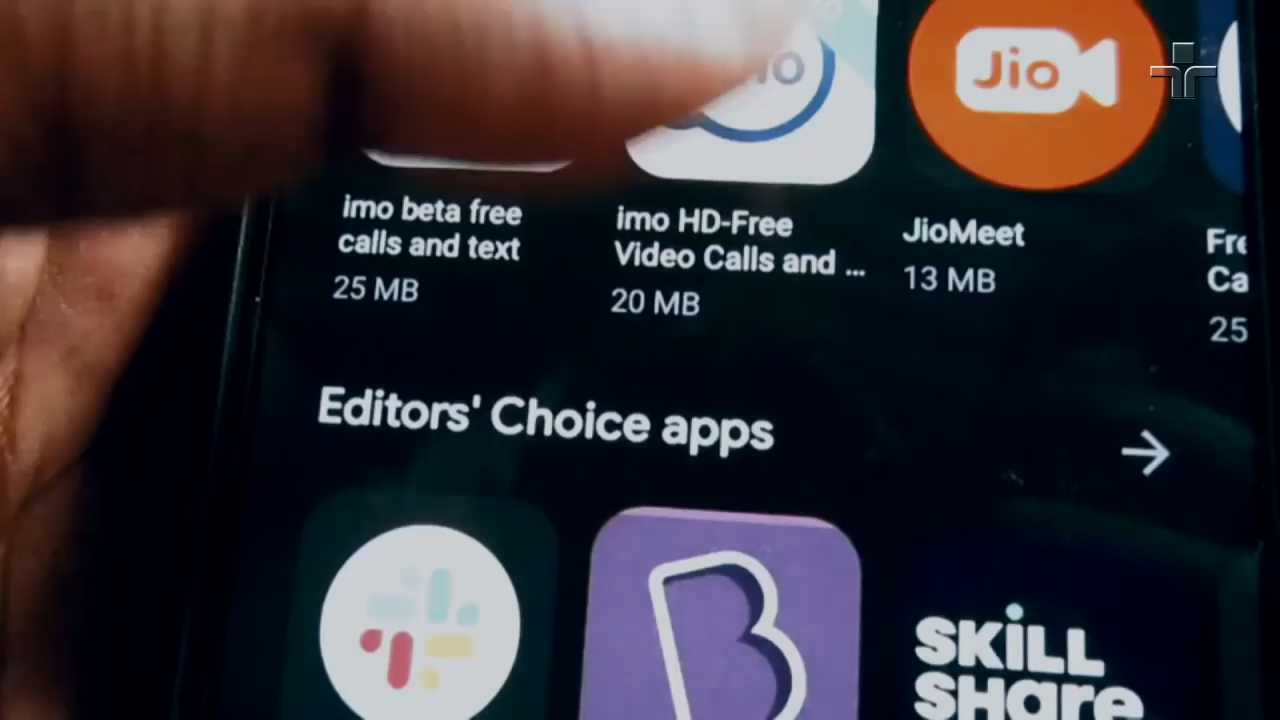 Jio
imo beta free
calls and text
25 MB
imo HD-Free
Video Calls and ...
20 MB
JioMeet
13 MB
25
Editors' Choice apps
B
SKiLL
SHare